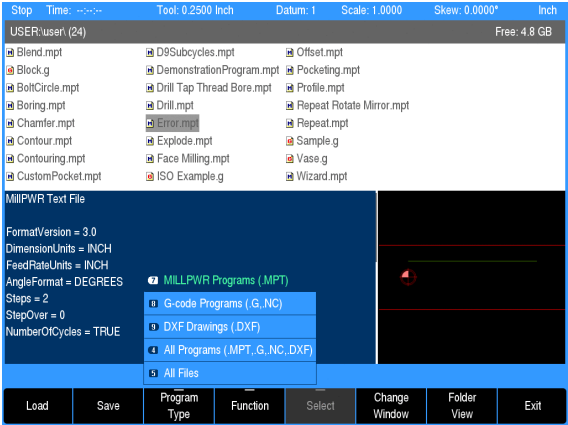 Stop Time: --:--:-- Tool: 0.2500 Inch Datum: 1 Scale: 1.0000 Skew: 0.0000° Inch
USER:\user\ (24) Free: 4.8 GB
Blend.mpt D9Subcycles.mpt Offset.mpt
Block.g DemonstrationProgram.mpt Pocketing.mpt
BoltCircle.mpt Drill Tap Thread Bore.mpt Profile.mpt
Boring.mpt Drill.mpt Repeat Rotate Mirror.mpt
Chamfer.mpt Error.mpt Repeat.mpt
Contour.mpt Explode.mpt Sample.g
Contouring.mpt Face Milling.mpt Vase.g
CustomPocket.mpt ISO Example.g Wizard.mpt
MillPWR Text File
FormatVersion = 3.0
DimensionUnits = INCH
FeedRateUnits = INCH
AngleFormat = DEGREES
Steps = 2
StepOver = 0
NumberOfCycles = TRUE
7 MILLPWR Programs (.MPT)
8 G-code Programs (.G,.NC)
9 DXF Drawings (.DXF)
4 All Programs (.MPT,.G,.NC,.DXF)
5 All Files
Load Save Program Type Function Select Change Window Folder View Exit